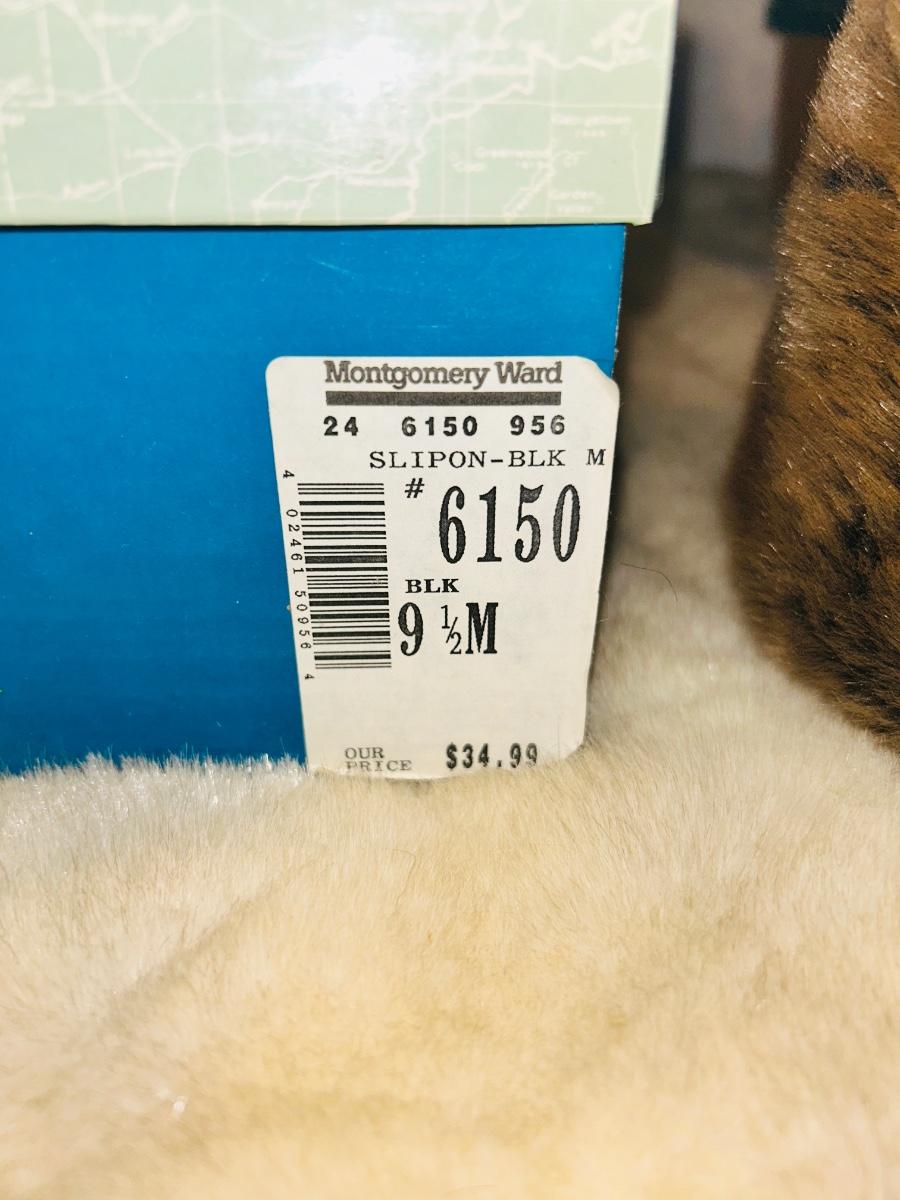 Montgomery Ward
24 6150 956
SLIPON-BLK M
# 6150
BLK
9 ½M
4 02461 50956 4
OUR PRICE $34.99